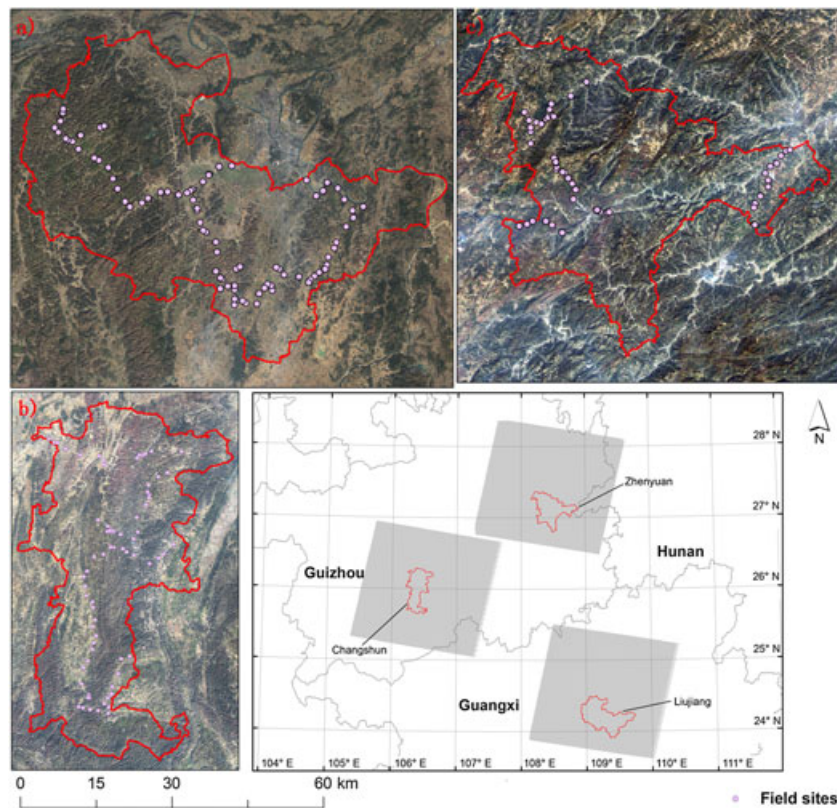 a)
c)
b)
28° N
Zhenyuan
27° N
Guizhou
Hunan
26° N
Changshun
25° N
Guangxi
Liujiang
24° N
104° E 105° E 106° E 107° E 108° E 109° E 110° E 111° E
N
0 15 30 60 km
Field sites